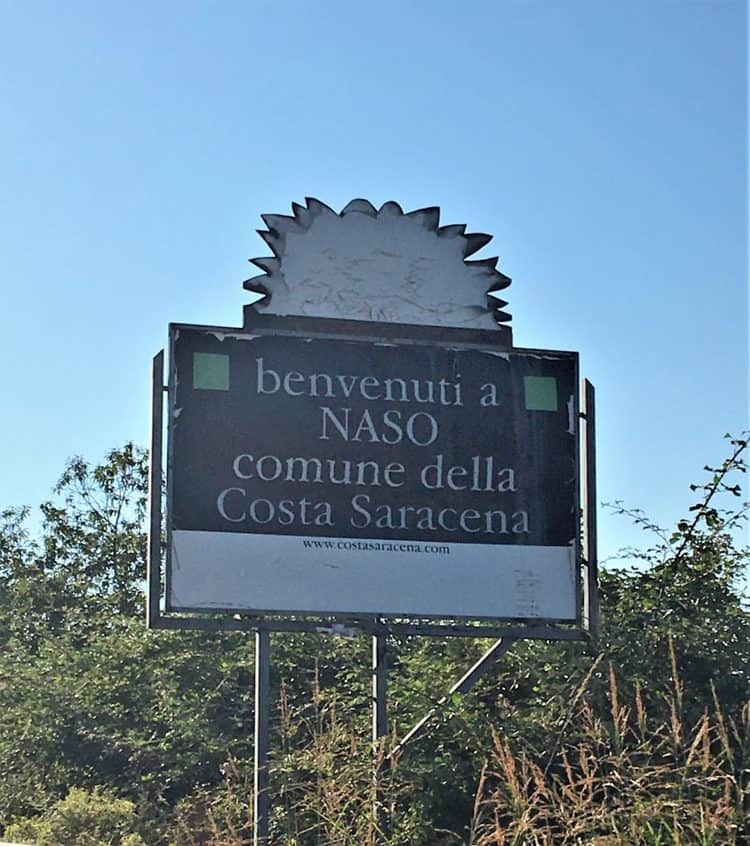 benvenuti a
NASO
comune della
Costa Saracena
www.costasaracena.com